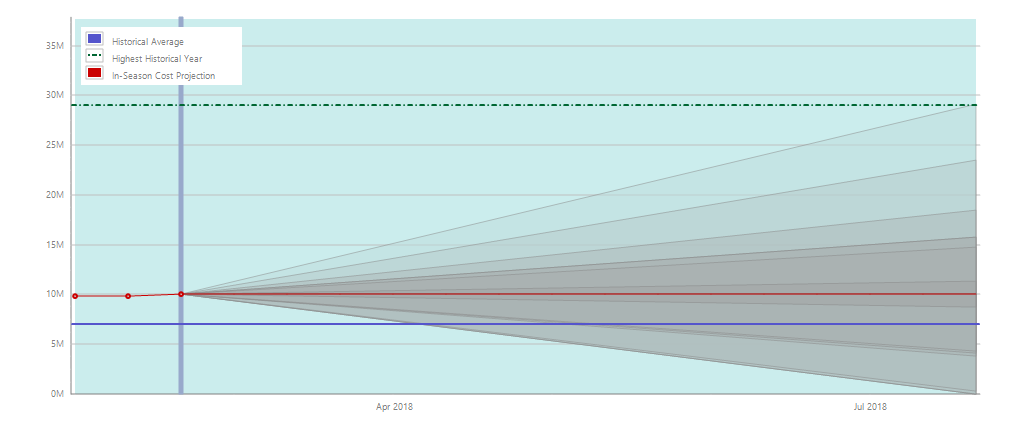 35M
Historical Average
Highest Historical Year
In-Season Cost Projection
30M
25M
20M
15M
10M
5M
0M
Apr 2018
Jul 2018